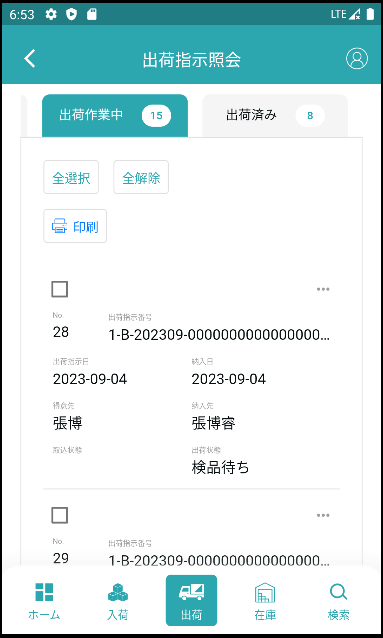 6:53 LTE
出荷指示照会
出荷作業中 15 出荷済み 8
全選択 全解除
印刷
No. 出荷指示番号
28 1-B-202309-0000000000000000...
出荷指示日 納入日
2023-09-04 2023-09-04
得意先 納入先
張博 張博容
取込状態 出荷状態
検品待ち
No. 出荷指示番号
29 1-B-202309-0000000000000000...
ホーム 入荷 出荷 在庫 検索